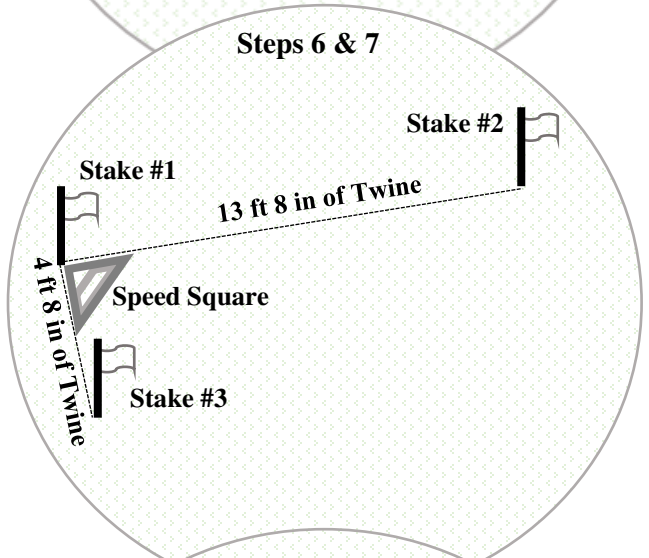 Steps 6 & 7
Stake #2
Stake #1
13 ft 8 in of Twine
Speed Square
4 ft 8 in of Twine
Stake #3